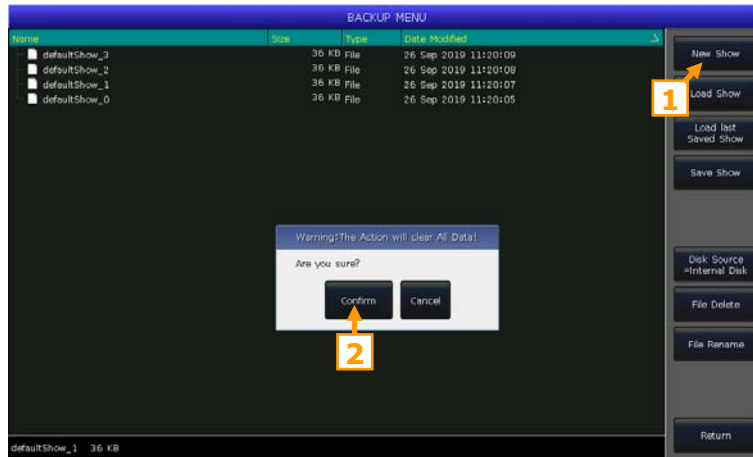 BACKUP MENU
Name Size Type Date Modified
defaultShow_3 36 KB File 26 Sep 2019 11:20:09
defaultShow_2 36 KB File 26 Sep 2019 11:20:08
defaultShow_1 36 KB File 26 Sep 2019 11:20:07
defaultShow_0 36 KB File 26 Sep 2019 11:20:05
New Show
1
Load Show
Load last
Saved Show
Save Show
Warning:The Action will clear All Data!
Are you sure?
Confirm Cancel
2
Disk Source
=Internal Disk
File Delete
File Rename
Return
defaultShow_1 36 KB